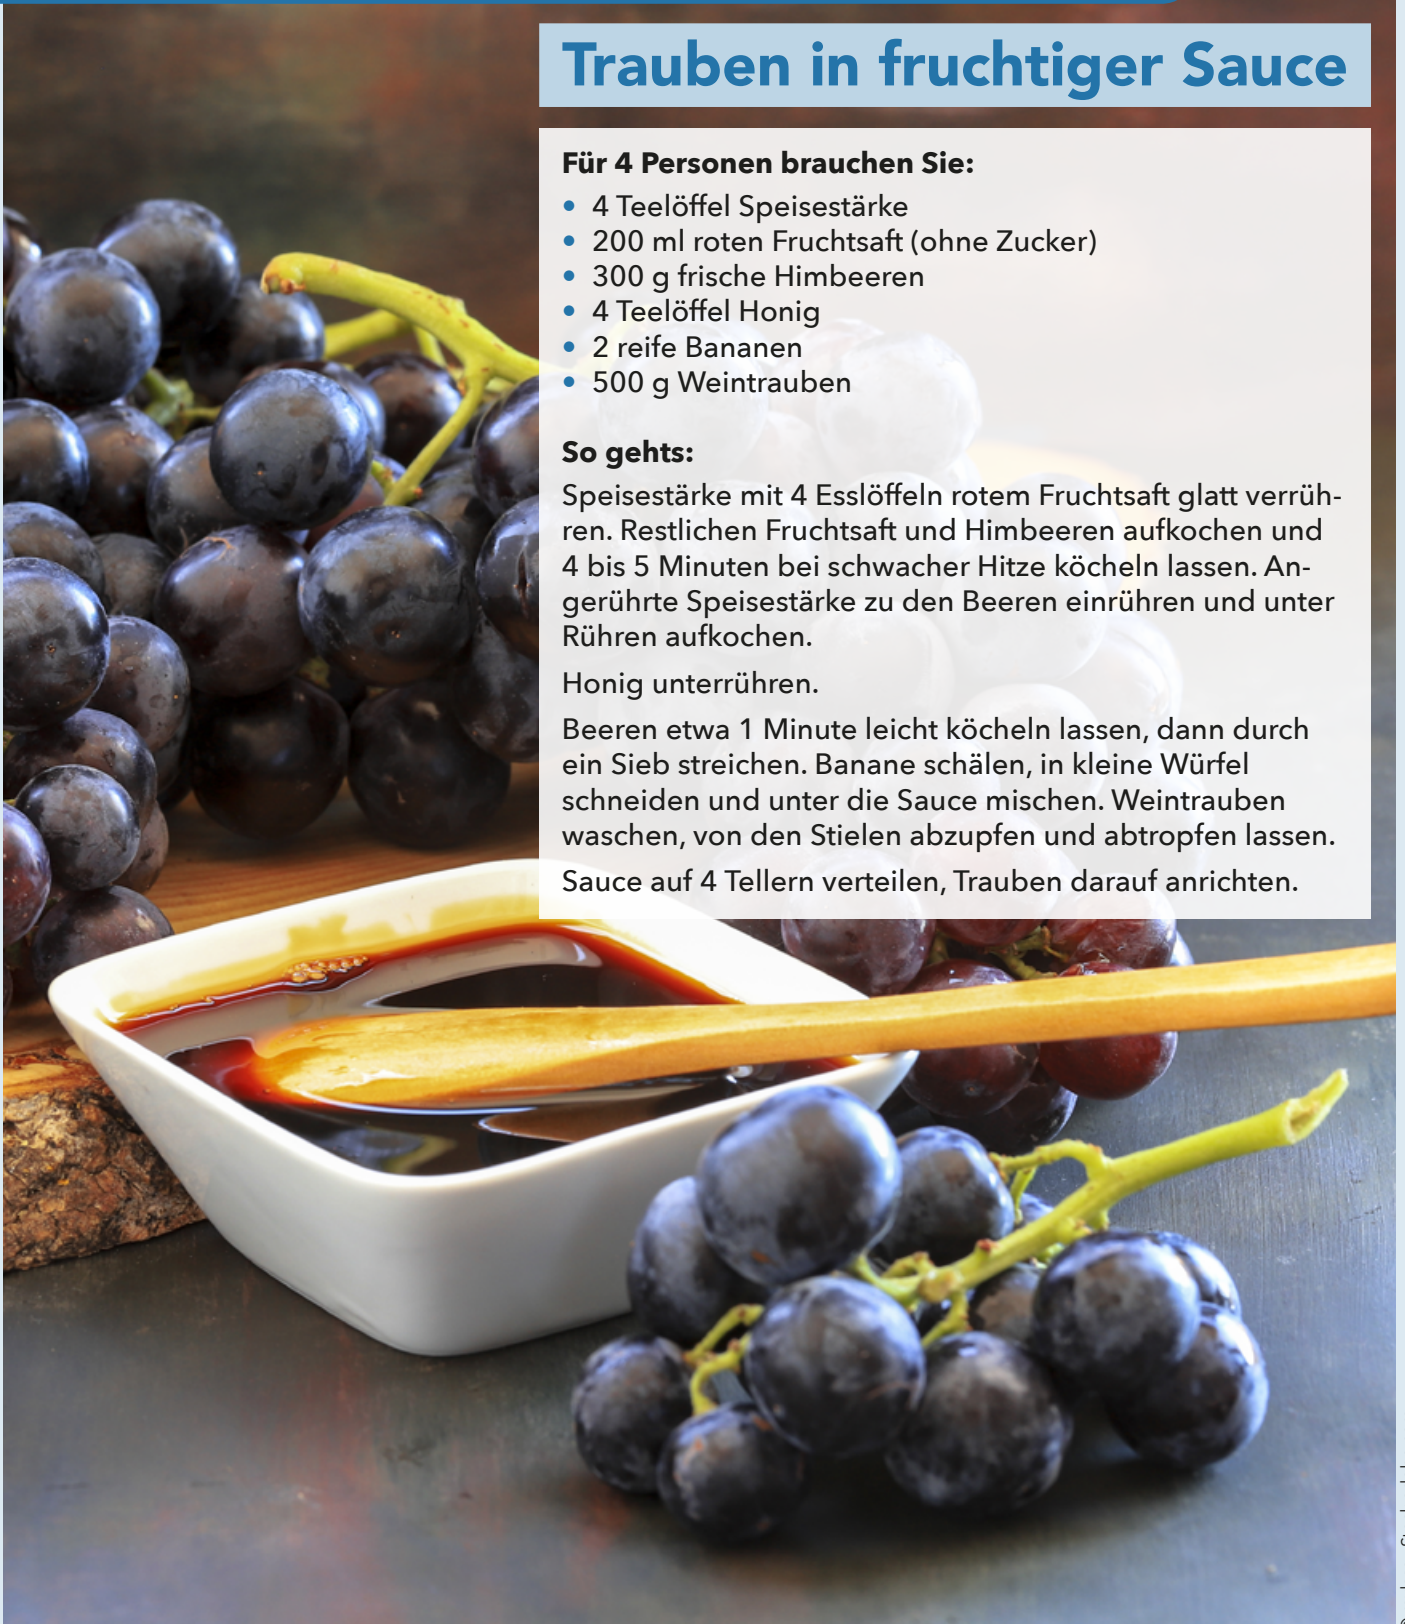 Trauben in fruchtiger Sauce
Für 4 Personen brauchen Sie:
• 4 Teelöffel Speisestärke
• 200 ml roten Fruchtsaft (ohne Zucker)
• 300 g frische Himbeeren
• 4 Teelöffel Honig
• 2 reife Bananen
• 500 g Weintrauben
So gehts:
Speisestärke mit 4 Esslöffeln rotem Fruchtsaft glatt verrüh-
ren. Restlichen Fruchtsaft und Himbeeren aufkochen und
4 bis 5 Minuten bei schwacher Hitze köcheln lassen. An-
gerührte Speisestärke zu den Beeren einrühren und unter
Rühren aufkochen.
Honig unterrühren.
Beeren etwa 1 Minute leicht köcheln lassen, dann durch
ein Sieb streichen. Banane schälen, in kleine Würfel
schneiden und unter die Sauce mischen. Weintrauben
waschen, von den Stielen abzupfen und abtropfen lassen.
Sauce auf 4 Tellern verteilen, Trauben darauf anrichten.